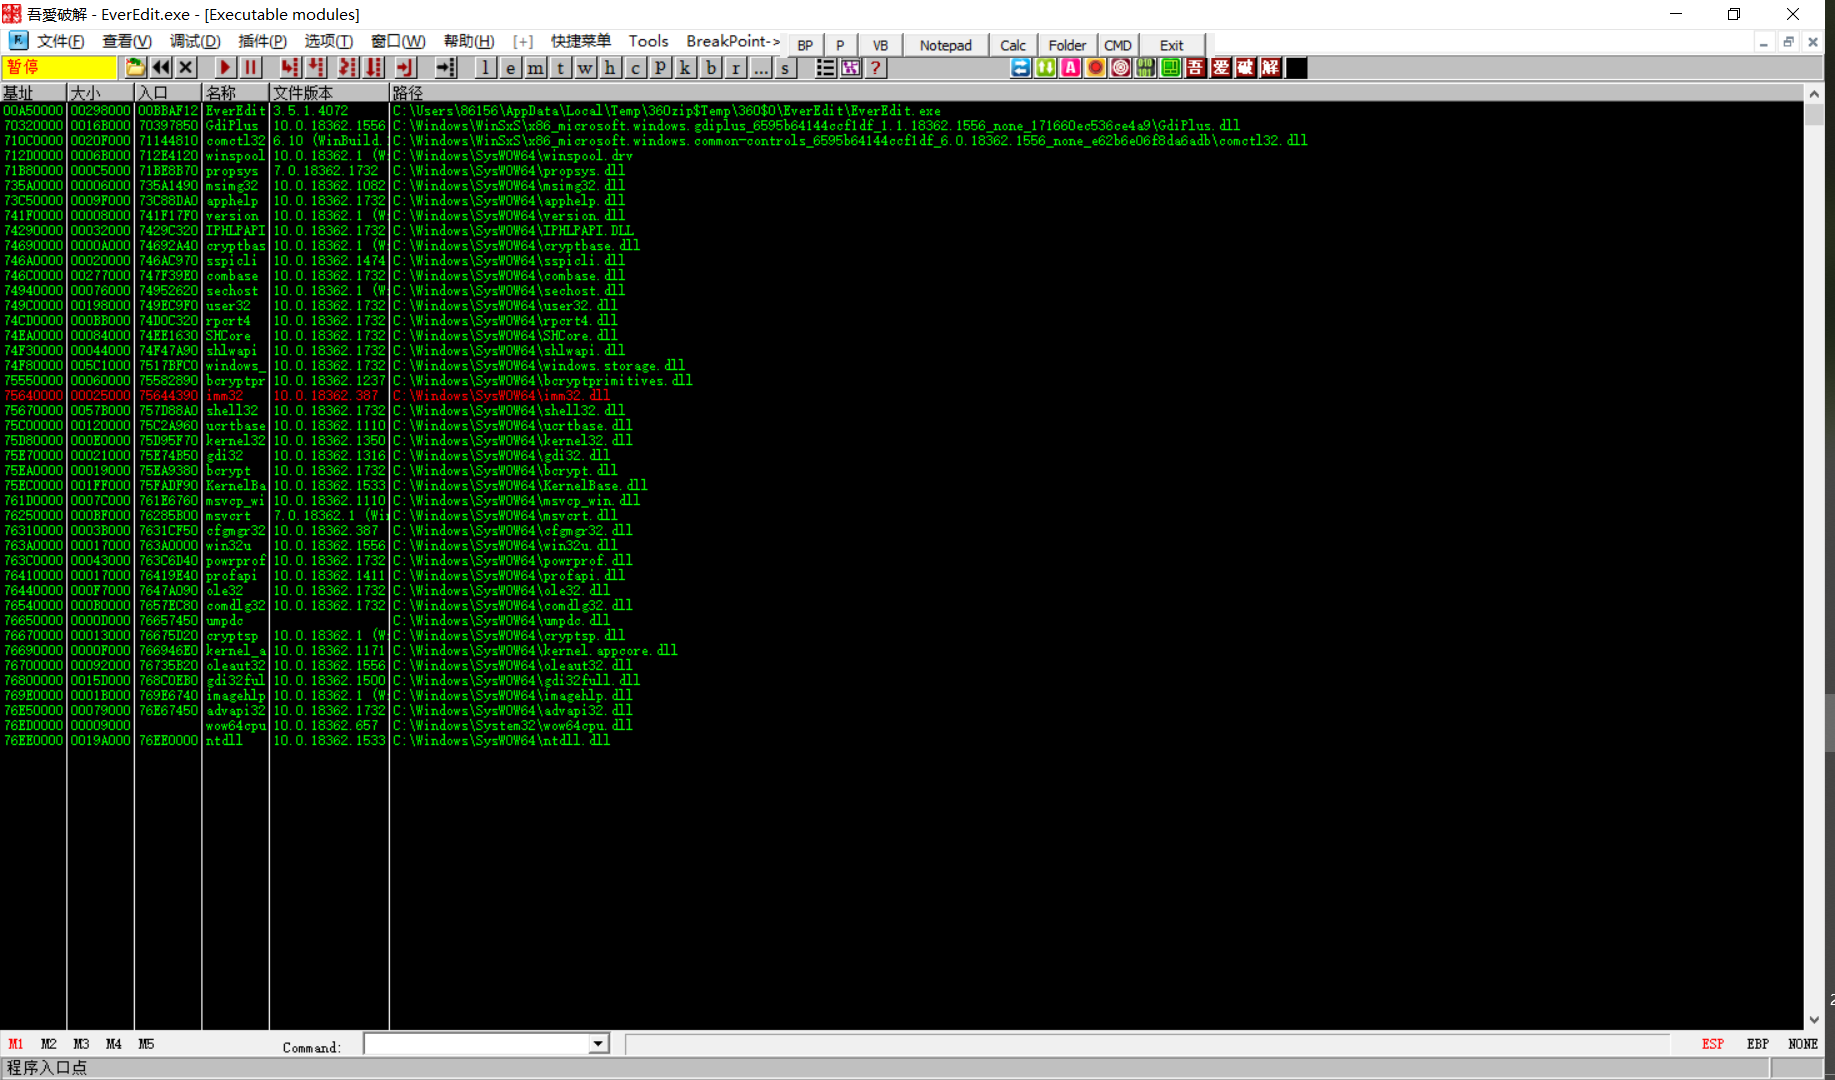 吾愛破解 - EverEdit.exe - [Executable modules]
文件(F) 查看(V) 调试(D) 插件(P) 选项(T) 窗口(W) 帮助(H) [+] 快捷菜单 Tools BreakPoint-> BP P VB Notepad Calc Folder CMD Exit
暂停 l e m t w h c P k b r ... s ? A 吾 爱 破 解
基址 大小 入口 名称 文件版本 路径
00A50000 00298000 00BBAF12 EverEdit 3.5.1.4072 C:\Users\86156\AppData\Local\Temp\360zip$Temp\360$0\EverEdit\EverEdit.exe
70320000 0016B000 70397850 GdiPlus 10.0.18362.1556 C:\Windows\WinSxS\x86_microsoft.windows.gdiplus_6595b64144ccf1df_1.1.18362.1556_none_171660ec536ce4a9\GdiPlus.dll
710C0000 0020F000 71144810 comctl32 6.10 (WinBuild. C:\Windows\WinSxS\x86_microsoft.windows.common-controls_6595b64144ccf1df_6.0.18362.1556_none_e62b6e06f8da6adb\comctl32.dll
712D0000 0006B000 712E4120 winspool 10.0.18362.1 (W: C:\Windows\SysWOW64\winspool.drv
71B80000 000C5000 71BE8B70 propsys 7.0.18362.1732 C:\Windows\SysWOW64\propsys.dll
735A0000 00006000 735A1490 msimg32 10.0.18362.1082 C:\Windows\SysWOW64\msimg32.dll
73C50000 0009F000 73C88DA0 apphelp 10.0.18362.1732 C:\Windows\SysWOW64\apphelp.dll
741F0000 00008000 741F17F0 version 10.0.18362.1 (W: C:\Windows\SysWOW64\version.dll
74290000 00032000 7429C320 IPHLPAPI 10.0.18362.1732 C:\Windows\SysWOW64\IPHLPAPI.DLL
74690000 0000A000 74692A40 cryptbas 10.0.18362.1 (W: C:\Windows\SysWOW64\cryptbase.dll
746A0000 00020000 746AC970 sspicli 10.0.18362.1474 C:\Windows\SysWOW64\sspicli.dll
746C0000 00277000 747F39E0 combase 10.0.18362.1732 C:\Windows\SysWOW64\combase.dll
74940000 00076000 74952620 sechost 10.0.18362.1 (W: C:\Windows\SysWOW64\sechost.dll
749C0000 00198000 749EC9F0 user32 10.0.18362.1732 C:\Windows\SysWOW64\user32.dll
74CD0000 000BB000 74D0C320 rpcrt4 10.0.18362.1732 C:\Windows\SysWOW64\rpcrt4.dll
74EA0000 00084000 74EE1630 SHCore 10.0.18362.1732 C:\Windows\SysWOW64\SHCore.dll
74F30000 00044000 74F47A90 shlwapi 10.0.18362.1732 C:\Windows\SysWOW64\shlwapi.dll
74F80000 005C1000 7517BFC0 windows_ 10.0.18362.1732 C:\Windows\SysWOW64\windows.storage.dll
75550000 00060000 75582890 bcryptpr 10.0.18362.1237 C:\Windows\SysWOW64\bcryptprimitives.dll
75640000 00025000 75644390 imm32 10.0.18362.387 C:\Windows\SysWOW64\imm32.dll
75670000 0057B000 757D88A0 shell32 10.0.18362.1732 C:\Windows\SysWOW64\shell32.dll
75C00000 00120000 75C2A960 ucrtbase 10.0.18362.1110 C:\Windows\SysWOW64\ucrtbase.dll
75D80000 000E0000 75D95F70 kernel32 10.0.18362.1350 C:\Windows\SysWOW64\kernel32.dll
75E70000 00021000 75E74B50 gdi32 10.0.18362.1316 C:\Windows\SysWOW64\gdi32.dll
75EA0000 00019000 75EA9380 bcrypt 10.0.18362.1732 C:\Windows\SysWOW64\bcrypt.dll
75EC0000 001FF000 75FADF90 KernelBa 10.0.18362.1533 C:\Windows\SysWOW64\KernelBase.dll
761D0000 0007C000 761E6760 msvcp_wi 10.0.18362.1110 C:\Windows\SysWOW64\msvcp_win.dll
76250000 000BF000 76285B00 msvcrt 7.0.18362.1 (Win C:\Windows\SysWOW64\msvcrt.dll
76310000 0003B000 7631CF50 cfgmgr32 10.0.18362.387 C:\Windows\SysWOW64\cfgmgr32.dll
763A0000 00017000 763A0000 win32u 10.0.18362.1556 C:\Windows\SysWOW64\win32u.dll
763C0000 00043000 763C6D40 powrprof 10.0.18362.1732 C:\Windows\SysWOW64\powrprof.dll
76410000 00017000 76419E40 profapi 10.0.18362.1411 C:\Windows\SysWOW64\profapi.dll
76440000 000F7000 7647A090 ole32 10.0.18362.1732 C:\Windows\SysWOW64\ole32.dll
76540000 000B0000 7657EC80 comdlg32 10.0.18362.1732 C:\Windows\SysWOW64\comdlg32.dll
76650000 0000D000 76657450 umpdc C:\Windows\SysWOW64\umpdc.dll
76670000 00013000 76675D20 cryptsp 10.0.18362.1 (W: C:\Windows\SysWOW64\cryptsp.dll
76690000 0000F000 766946E0 kernel_a 10.0.18362.1171 C:\Windows\SysWOW64\kernel.appcore.dll
76700000 00092000 76735B20 oleaut32 10.0.18362.1556 C:\Windows\SysWOW64\oleaut32.dll
76800000 0015D000 768C0EB0 gdi32ful 10.0.18362.1500 C:\Windows\SysWOW64\gdi32full.dll
769E0000 0001B000 769E6740 imagehlp 10.0.18362.1 (W: C:\Windows\SysWOW64\imagehlp.dll
76E50000 00079000 76E67450 advapi32 10.0.18362.1732 C:\Windows\SysWOW64\advapi32.dll
76ED0000 00009000 wow64cpu 10.0.18362.657 C:\Windows\System32\wow64cpu.dll
76EE0000 0019A000 76EE0000 ntdll 10.0.18362.1533 C:\Windows\SysWOW64\ntdll.dll
M1 M2 M3 M4 M5 Command: ESP EBP NONE
程序入口点